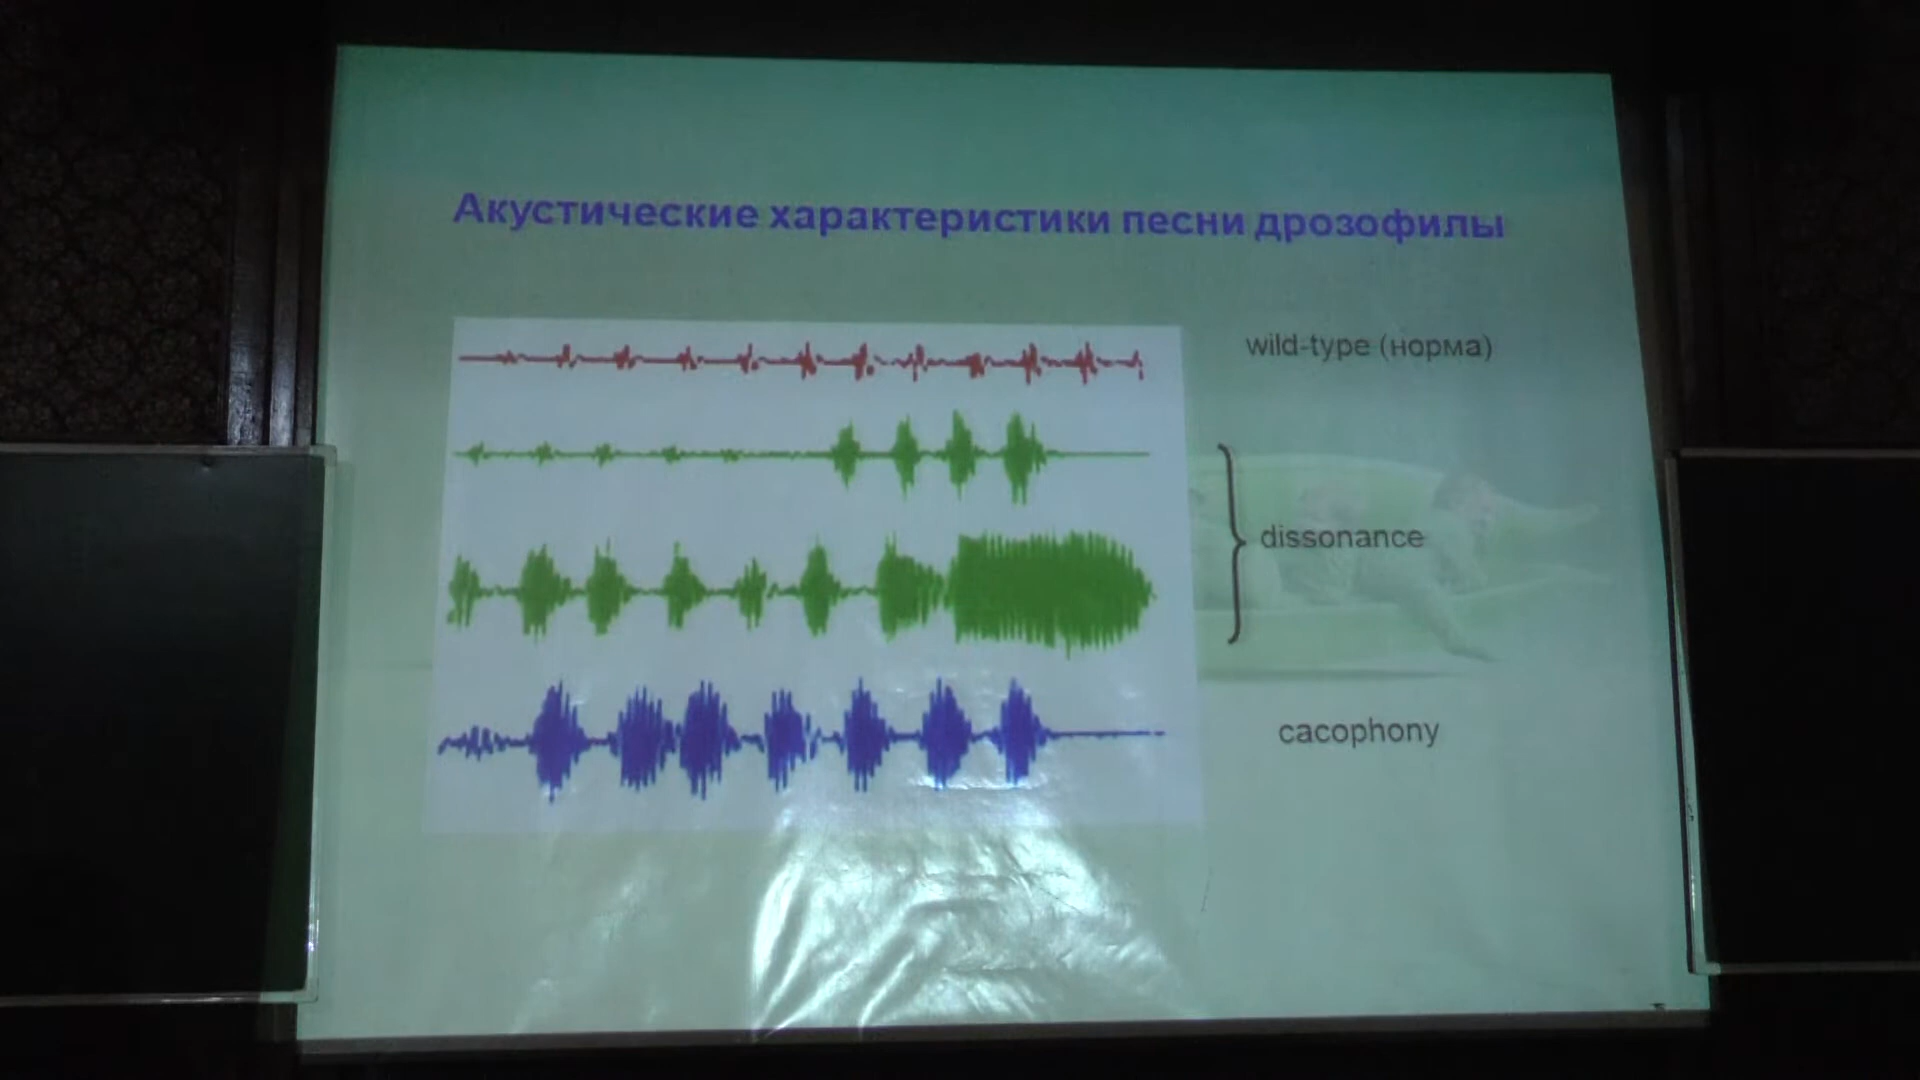 Акустические характеристики песни дрозофилы
wild-type (норма)
dissonance
cacophony